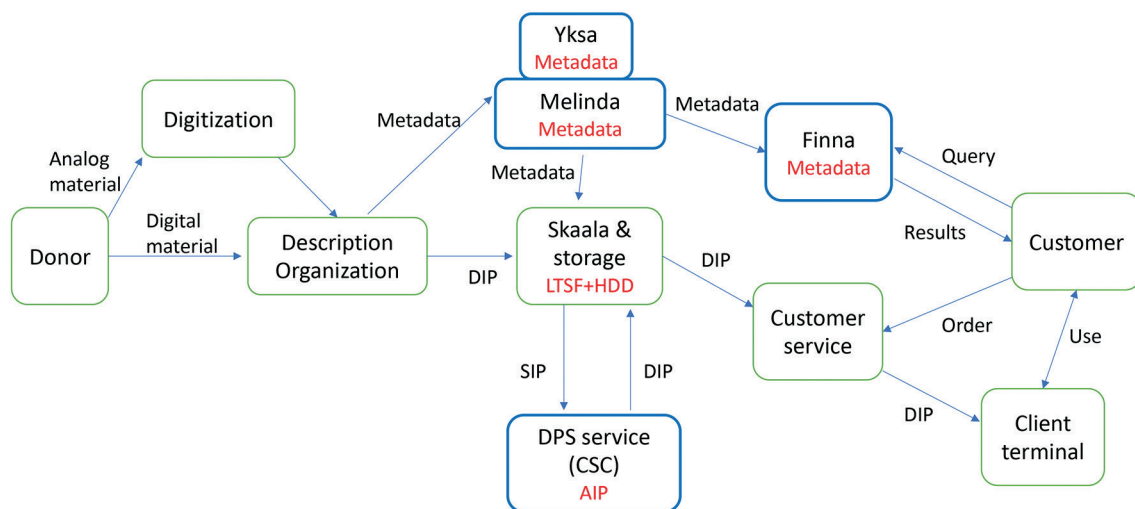 Yksa
Metadata
Melinda
Metadata
Digitization
Metadata
Metadata
Finna
Metadata
Query
Analog
material
Metadata
Donor
Digital
material
Description
Organization
DIP
Skaala &
storage
LTSF+HDD
DIP
Results
Customer
Customer
service
Order
Use
SIP
DIP
DIP
Client
terminal
DPS service
(CSC)
AIP